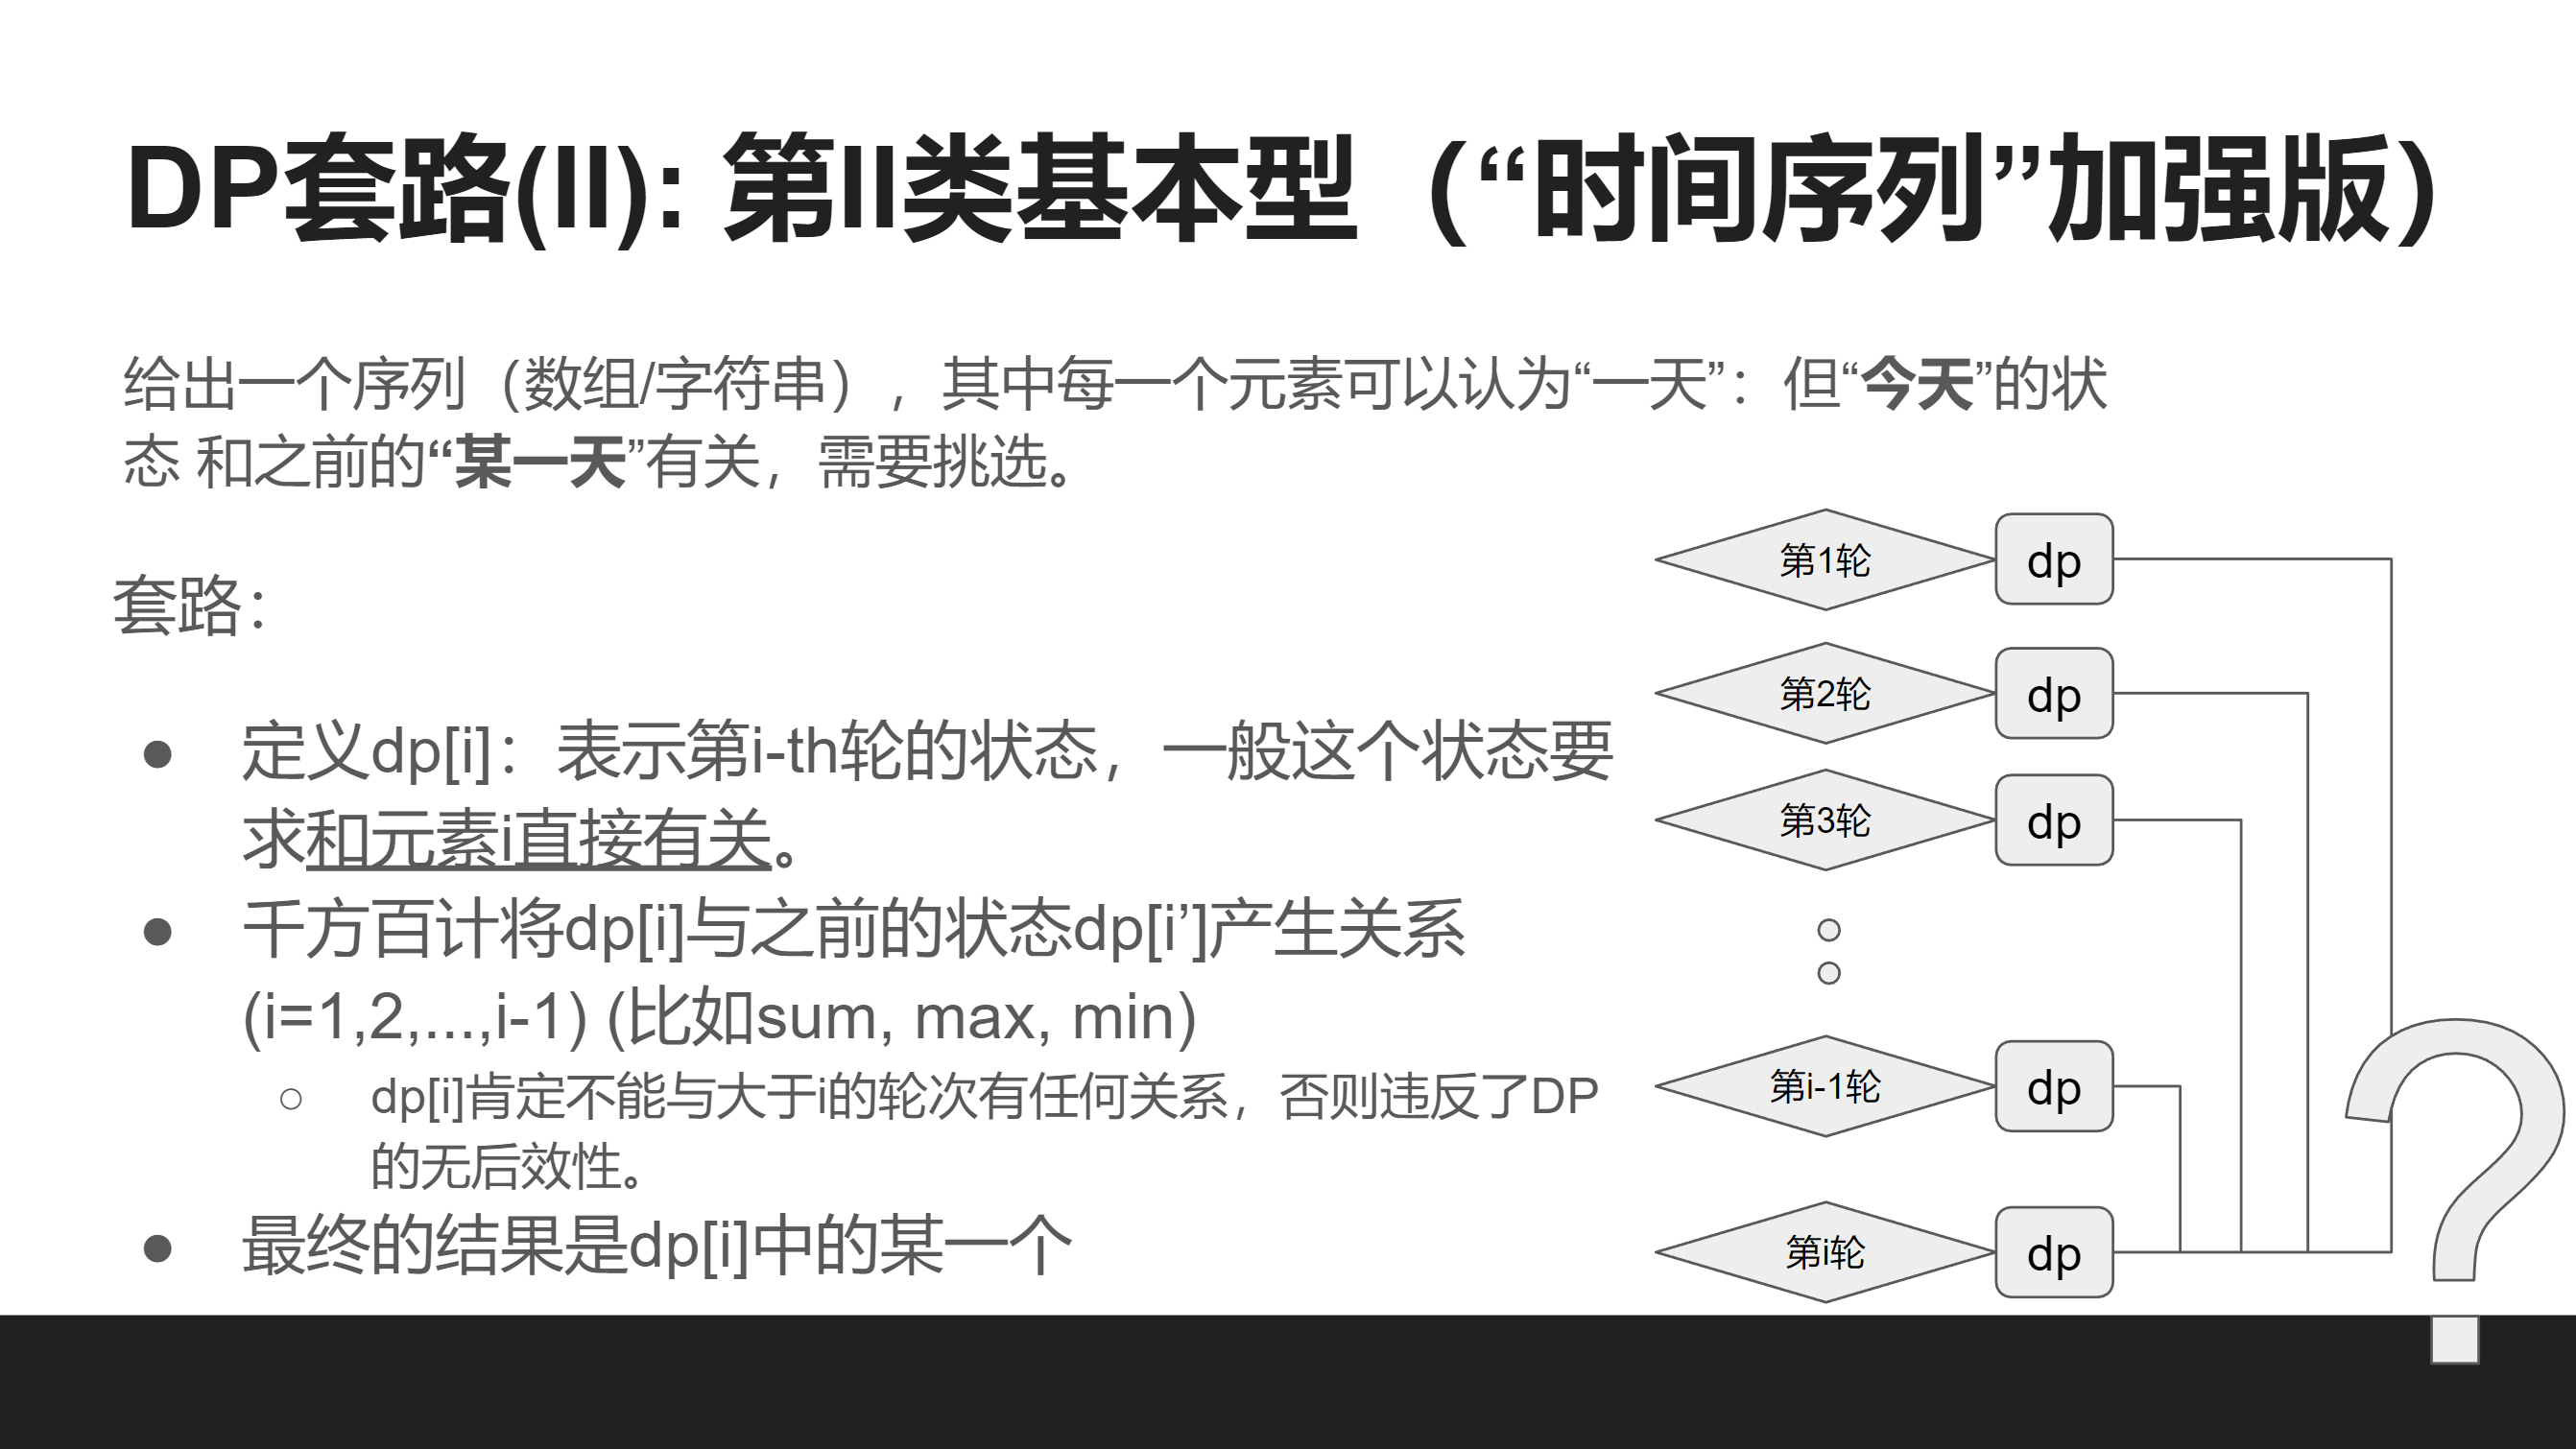 DP套路(II): 第II类基本型（“时间序列”加强版）
给出一个序列（数组/字符串），其中每一个元素可以认为“一天”：但“今天”的状
态 和之前的“某一天”有关，需要挑选。
套路：
● 定义dp[i]：表示第i-th轮的状态，一般这个状态要
求和元素i直接有关。
● 千方百计将dp[i]与之前的状态dp[i’]产生关系
(i=1,2,...,i-1) (比如sum, max, min)
○ dp[i]肯定不能与大于i的轮次有任何关系，否则违反了DP
的无后效性。
● 最终的结果是dp[i]中的某一个
第1轮 dp
第2轮 dp
第3轮 dp
第i-1轮 dp
第i轮 dp
?